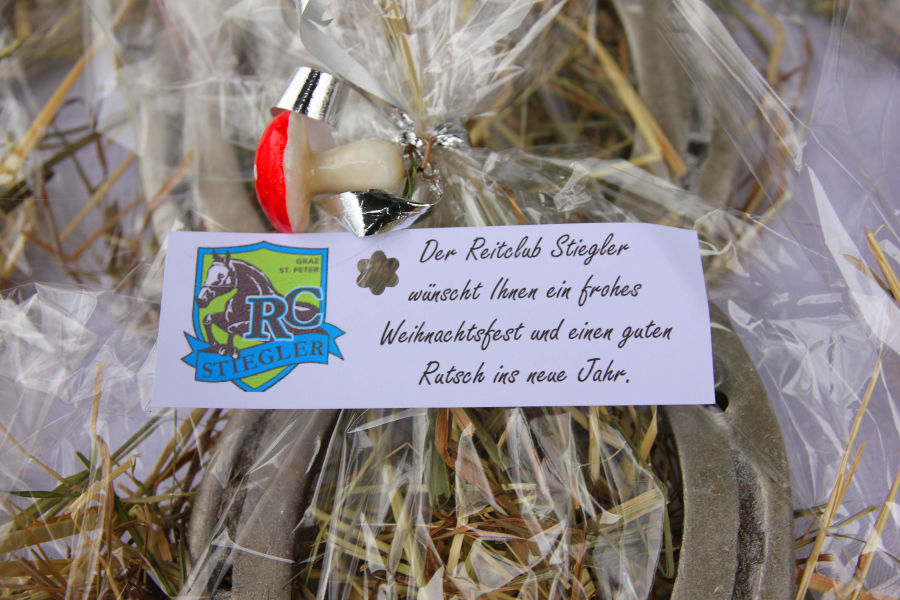 GRAZ
ST. PETER
RC
STIEGLER
Der Reitclub Stiegler
wünscht Ihnen ein frohes
Weihnachtsfest und einen guten
Rutsch ins neue Jahr.